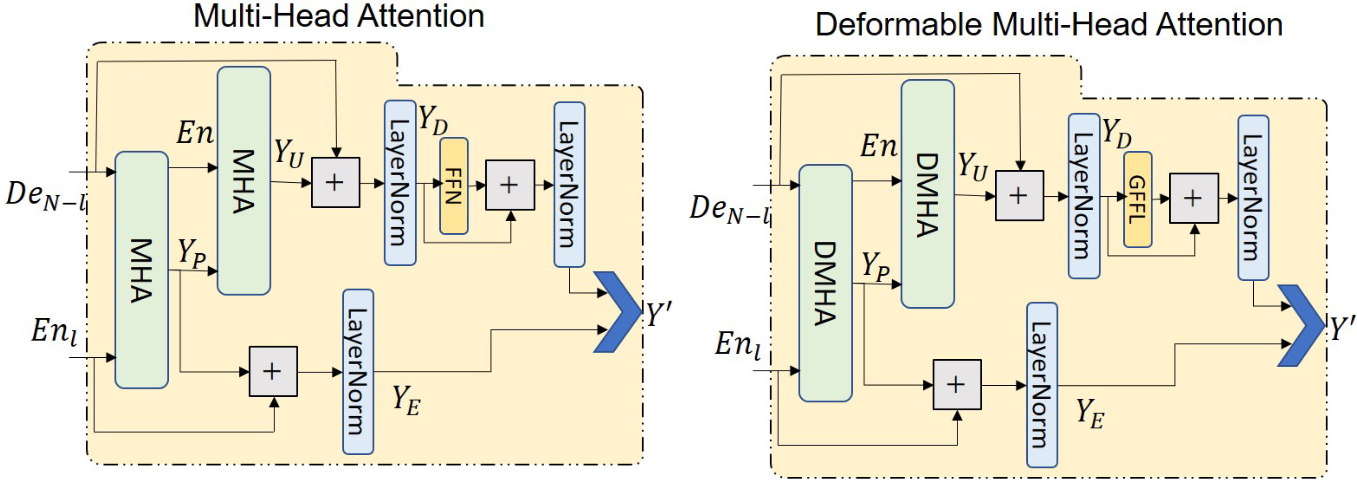 Multi-Head Attention
De_{N-l}
En_l
MHA
En
Y_P
MHA
Y_U
+
LayerNorm
Y_D
FFN
+
LayerNorm
+
LayerNorm
Y_E
Y'
Deformable Multi-Head Attention
De_{N-l}
En_l
DMHA
En
Y_P
DMHA
Y_U
+
LayerNorm
Y_D
GFFL
+
LayerNorm
+
LayerNorm
Y_E
Y'